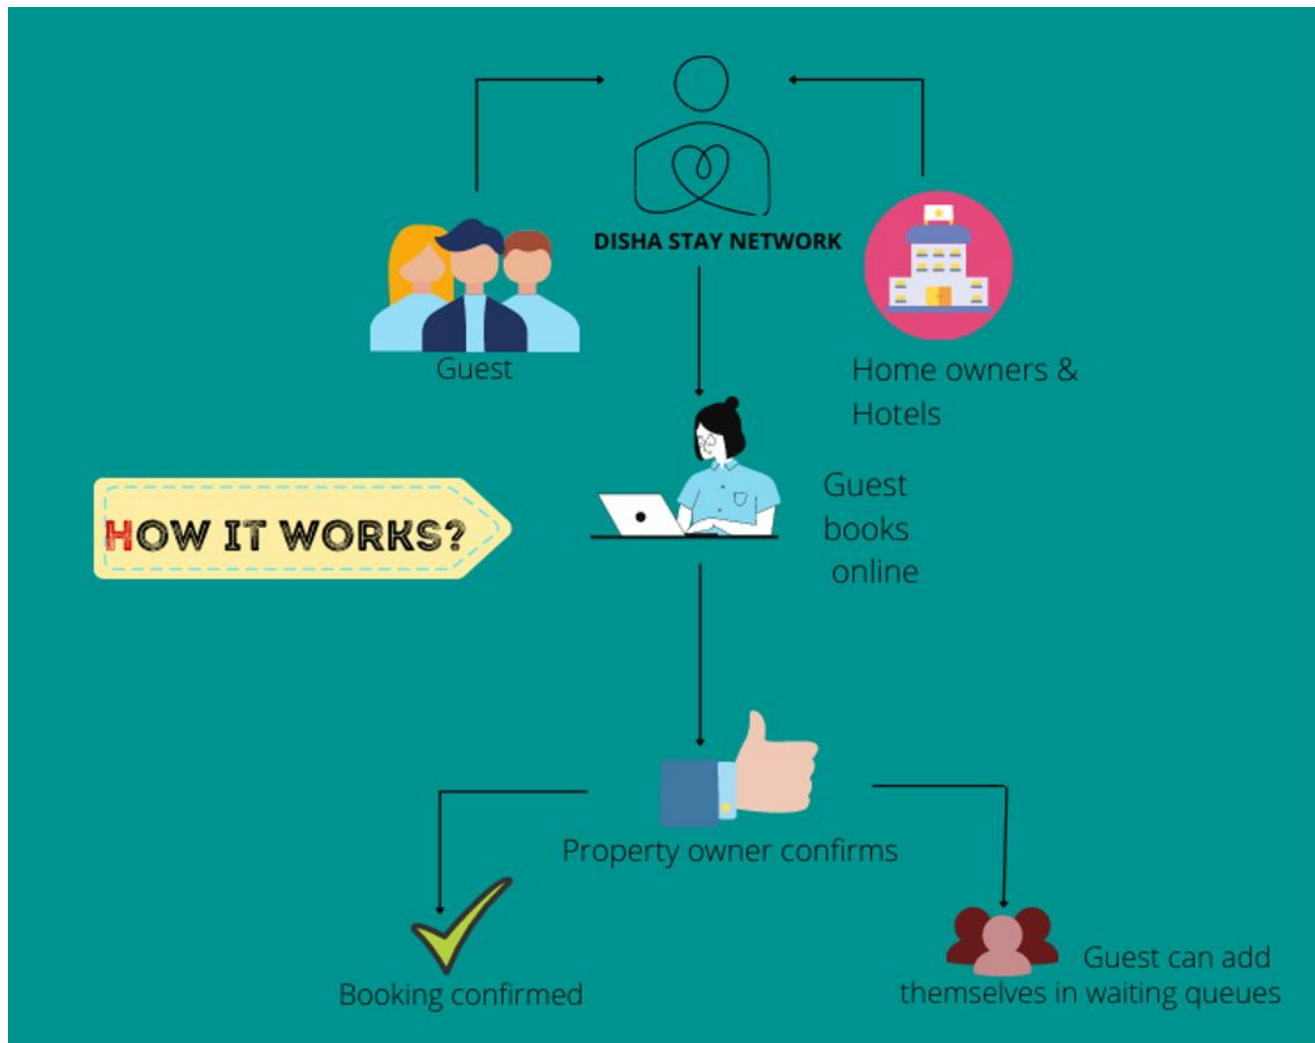 DISHA STAY NETWORK
Guest
Home owners &
Hotels
Guest
books
online
HOW IT WORKS?
Property owner confirms
Booking confirmed
Guest can add
themselves in waiting queues